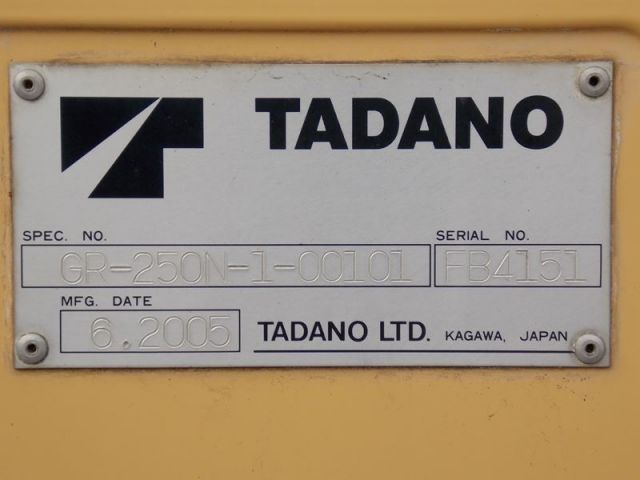 TADANO
SPEC. NO. SERIAL NO.
GR-250N-1-00101 FB4151
MFG. DATE
6.2005 TADANO LTD. KAGAWA, JAPAN